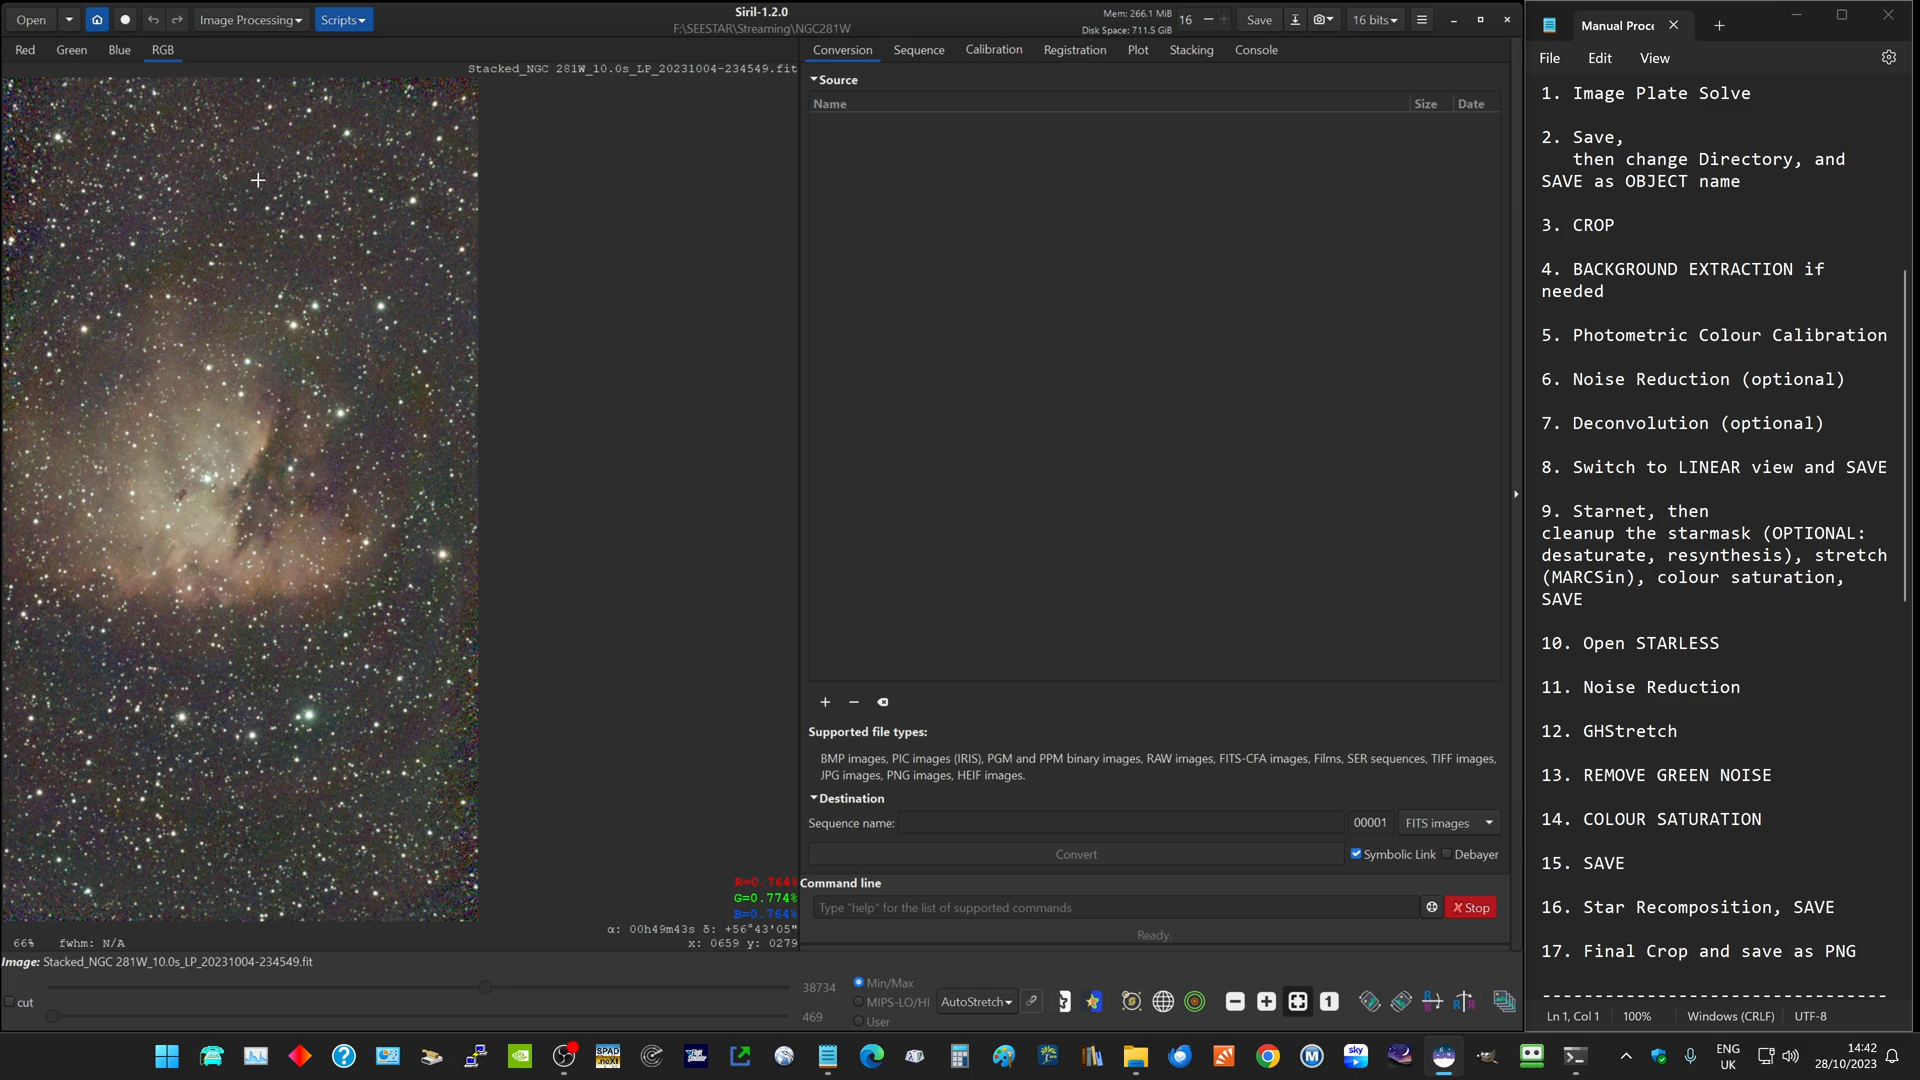 Open
Image Processing
Scripts
Siril-1.2.0
F:\SEESTAR\Streaming\NGC281W
Mem: 266.1 MiB
Disk Space: 711.5 GiB
16
Save
16 bits
Red
Green
Blue
RGB
Stacked_NGC 281W_10.0s_LP_20231004-234549.fit
Conversion
Sequence
Calibration
Registration
Plot
Stacking
Console
Source
Name
Size
Date
Supported file types:
BMP images, PIC images (IRIS), PGM and PPM binary images, RAW images, FITS-CFA images, Films, SER sequences, TIFF images,
JPG images, PNG images, HEIF images.
Destination
Sequence name:
00001
FITS images
Convert
Symbolic Link
Debayer
R=0.764%
G=0.774%
B=0.764%
Command line
Type "help" for the list of supported commands
Stop
α: 00h49m43s δ: +56°43'05"
Ready.
66%
fwhm: N/A
x: 0659 y: 0279
Image: Stacked_NGC 281W_10.0s_LP_20231004-234549.fit
cut
38734
469
Min/Max
MIPS-LO/HI
User
AutoStretch
1
Manual Proc
File
Edit
View
1. Image Plate Solve
2. Save,
then change Directory, and
SAVE as OBJECT name
3. CROP
4. BACKGROUND EXTRACTION if
needed
5. Photometric Colour Calibration
6. Noise Reduction (optional)
7. Deconvolution (optional)
8. Switch to LINEAR view and SAVE
9. Starnet, then
cleanup the starmask (OPTIONAL:
desaturate, resynthesis), stretch
(MARCSin), colour saturation,
SAVE
10. Open STARLESS
11. Noise Reduction
12. GHStretch
13. REMOVE GREEN NOISE
14. COLOUR SATURATION
15. SAVE
16. Star Recomposition, SAVE
17. Final Crop and save as PNG
---------------------------------
Ln 1, Col 1
100%
Windows (CRLF)
UTF-8
SPAD
neXt
sky
ENG
UK
14:42
28/10/2023